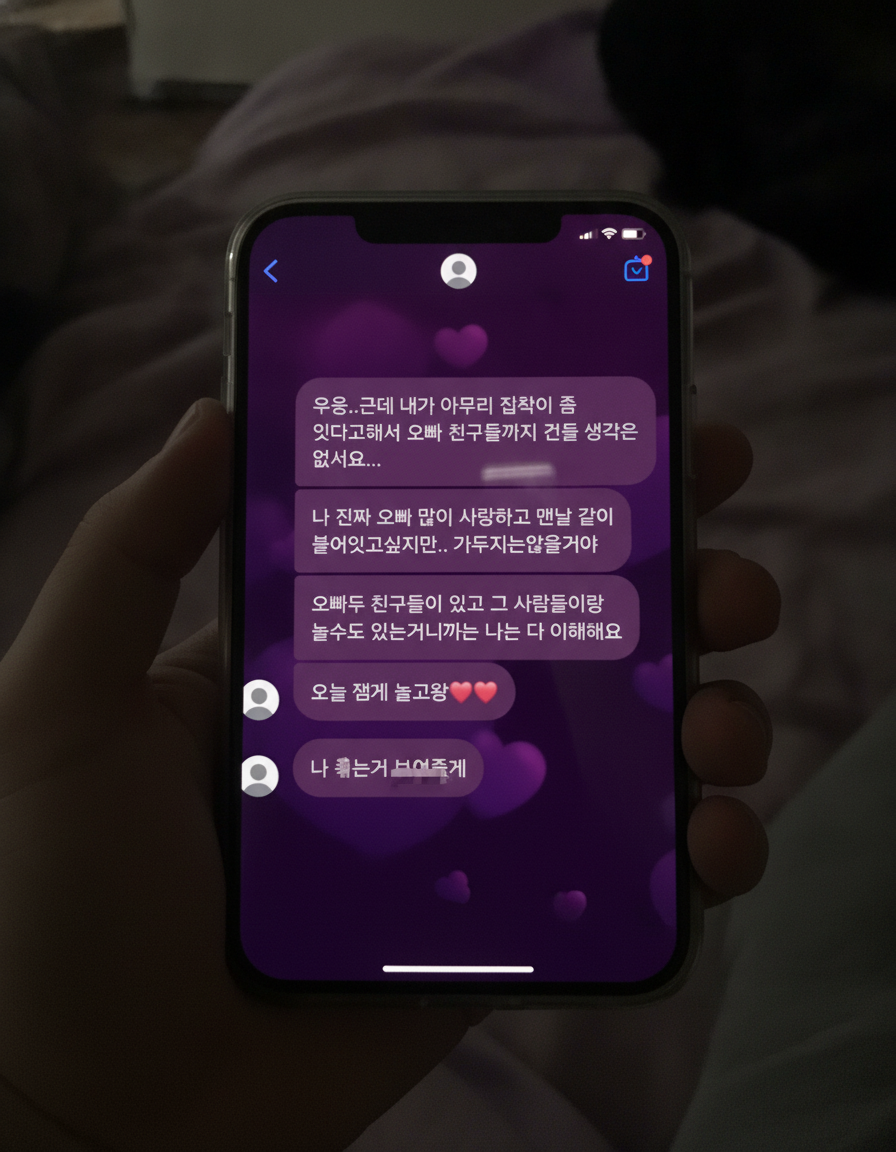 우웅..근데 내가 아무리 잡착이 좀
잇다고해서 오빠 친구들까지 건들 생각은
없서요...
나 진짜 오빠 많이 사랑하고 맨날 같이
붙어잇고싶지만.. 가두지는않을거야
오빠두 친구들이 있고 그 사람들이랑
놀수도 있는거니까는 나는 다 이해해요
오늘 잼게 놀고왕❤️❤️
나